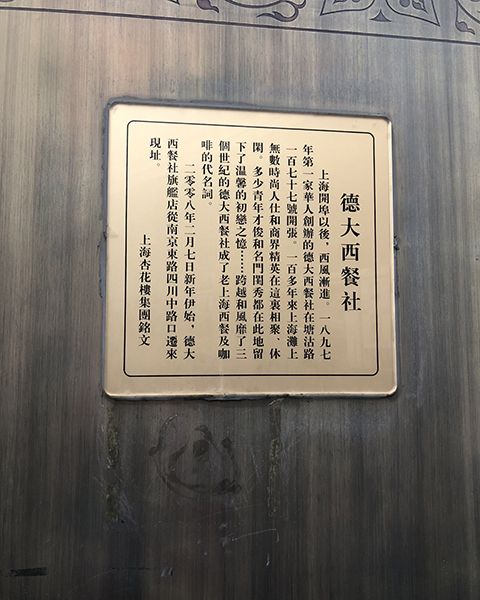 德大西餐社
上海開埠以後，西風漸進。一八九七
年第一家華人創辦的德大西餐社在塘沽路
一百七十七號開張。一百多年來上海灘上
無數時尚人仕和商界精英在這裏相聚、休
閑。多少青年才俊和名門閨秀都在此地留
下了温馨的初戀之憶……跨越和風靡了三
個世紀的德大西餐社成了老上海西餐及咖
啡的代名詞。
二零零八年二月七日新年伊始，德大
西餐社旗艦店從南京東路四川中路口遷來
現址。
上海杏花樓集團銘文